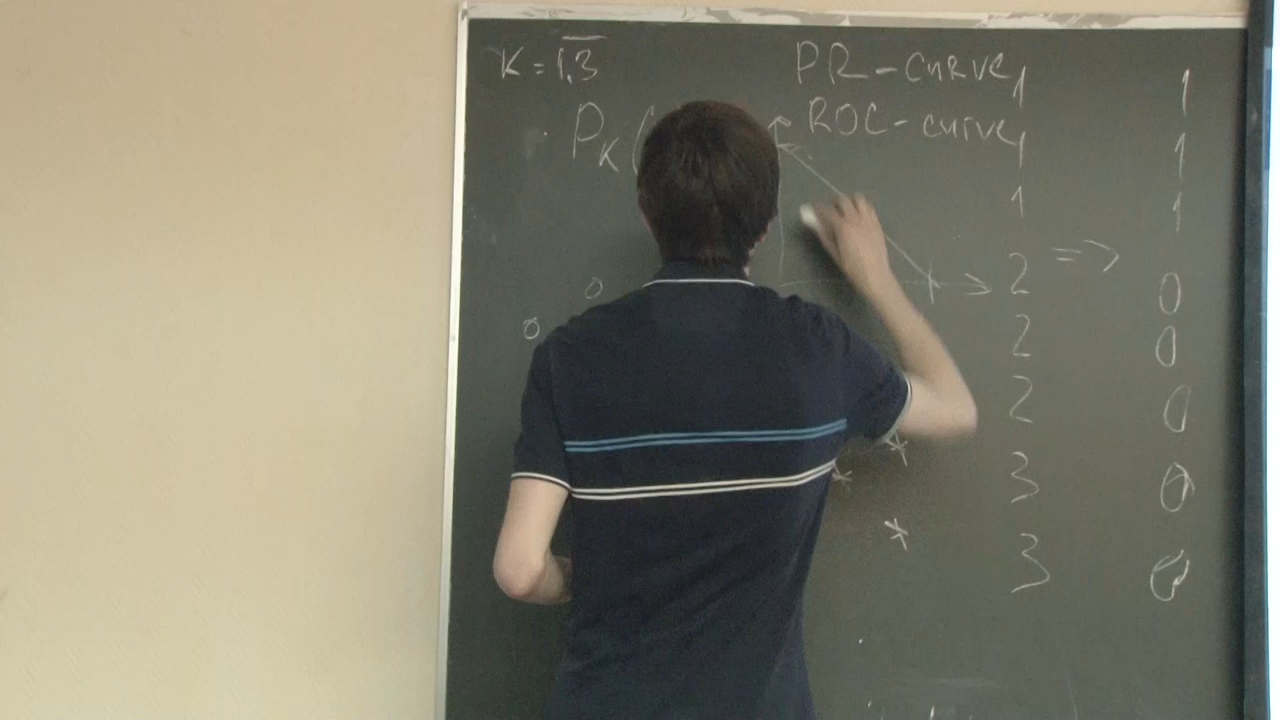 K = 1,3
PR - curve
ROC - curve
P_K (
1 1
1 1
1 1
2 => 0
2 0
2 0
3 0
3 0